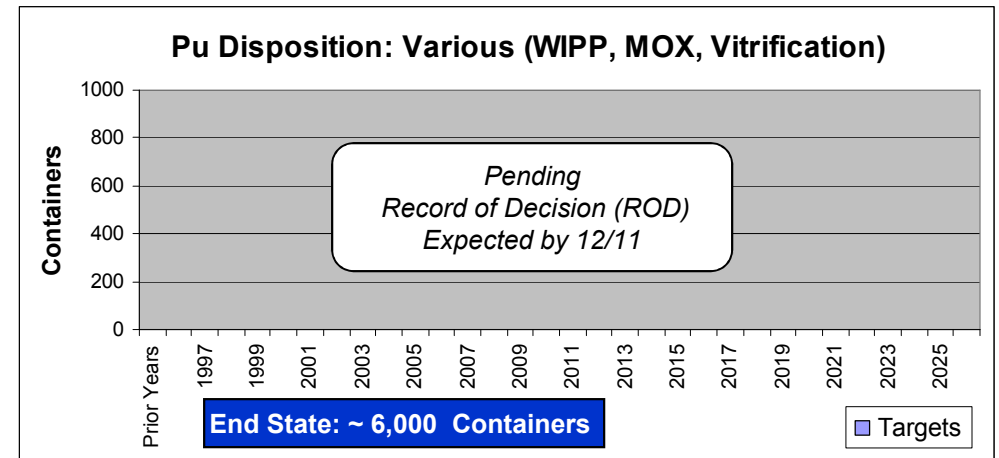 Pu Disposition: Various (WIPP, MOX, Vitrification)
Containers
1000
800
600
400
200
0
Pending
Record of Decision (ROD)
Expected by 12/11
Prior Years
1997
1999
2001
2003
2005
2007
2009
2011
2013
2015
2017
2019
2021
2023
2025
End State: ~ 6,000 Containers
Targets